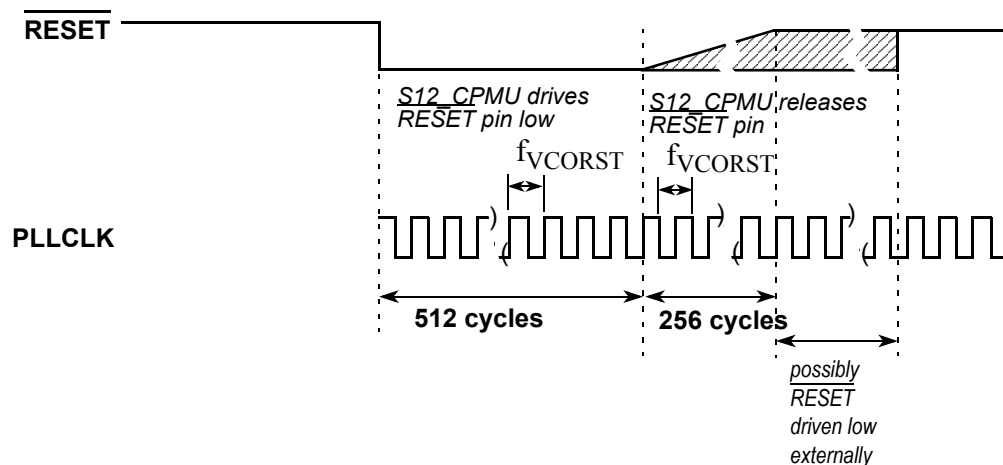 RESET
S12_CPMU drives
RESET pin low
S12_CPMU releases
RESET pin
fVCORST
fVCORST
PLLCLK
)
(
)
(
)
(
512 cycles
256 cycles
possibly
RESET
driven low
externally